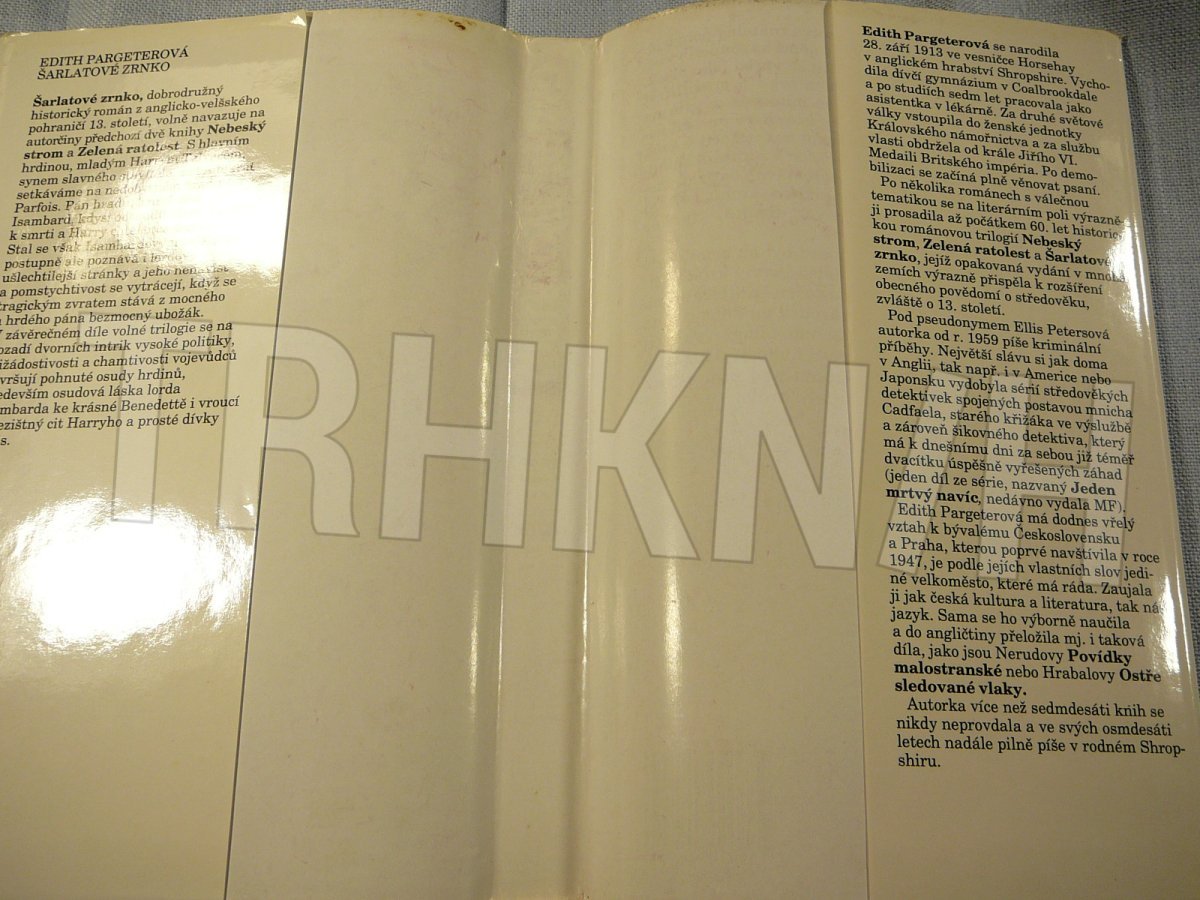 EDITH PARGETEROVÁ
ŠARLATOVÉ ZRNKO
Šarlatové zrnko, dobrodružný
historický román z anglicko-velšského
pohraničí 13. století, volně navazuje na
autorčiny předchozí dvě knihy Nebeský
strom a Zelená ratolest. S hlavním
hrdinou, mladým
synem slavného
setkáváme na
Parfois. Pán
Isambard, kdysi
k smrti a Harry
Stal se však
postupně ale poznává i
ušlechtilejší stránky a jeho nenávist
a pomstychtivost se vytrácejí, když se
tragickým zvratem stává z mocného
hrdého pána bezmocný ubožák.
závěrečném díle volné trilogie se na
ozadí dvorních intrik vysoké politiky,
ižádostivosti a chamtivosti vojevůdců
vršují pohnuté osudy hrdinů,
edevším osudová láska lorda
mbarda ke krásné Benedettě i vroucí
ezištný cit Harryho a prosté dívky
s.
Edith Pargeterová se narodila
28. září 1913 ve vesničce Horsehay
v anglickém hrabství Shropshire. Vycho-
dila dívčí gymnázium v Coalbrookdale
a po studiích sedm let pracovala jako
asistentka v lékárně. Za druhé světové
války vstoupila do ženské jednotky
Královského námořnictva a za službu
vlasti obdržela od krále Jiřího VI.
Medaili Britského impéria. Po demo-
bilizaci se začíná plně věnovat psaní.
Po několika románech s válečnou
tematikou se na literárním poli výrazně
ji prosadila až počátkem 60. let historic
kou románovou trilogií Nebeský
strom, Zelená ratolest a Šarlatové
zrnko, jejíž opakovaná vydání v mnoha
zemích výrazně přispěla k rozšíření
obecného povědomí o středověku,
zvláště o 13. století.
Pod pseudonymem Ellis Petersová
autorka od r. 1959 píše kriminální
příběhy. Největší slávu si jak doma
v Anglii, tak např. i v Americe nebo
Japonsku vydobyla sérií středověkých
detektivek spojených postavou mnicha
Cadfaela, starého křižáka ve výslužbě
a zároveň šikovného detektiva, který
má k dnešnímu dni za sebou již téměř
dvacítku úspěšně vyřešených záhad
(jeden díl ze série, nazvaný Jeden
mrtvý navíc, nedávno vydala MF).
Edith Pargeterová má dodnes vřelý
vztah k bývalému Československu
a Praha, kterou poprvé navštívila v roce
1947, je podle jejích vlastních slov jedi-
né velkoměsto, které má ráda. Zaujala
ji jak česká kultura a literatura, tak náš
jazyk. Sama se ho výborně naučila
a do angličtiny přeložila mj. i taková
díla, jako jsou Nerudovy Povídky
malostranské nebo Hrabalovy Ostře
sledované vlaky.
Autorka více než sedmdesáti knih se
nikdy neprovdala a ve svých osmdesáti
letech nadále pilně píše v rodném Shrop-
shiru.
TRHKNIH